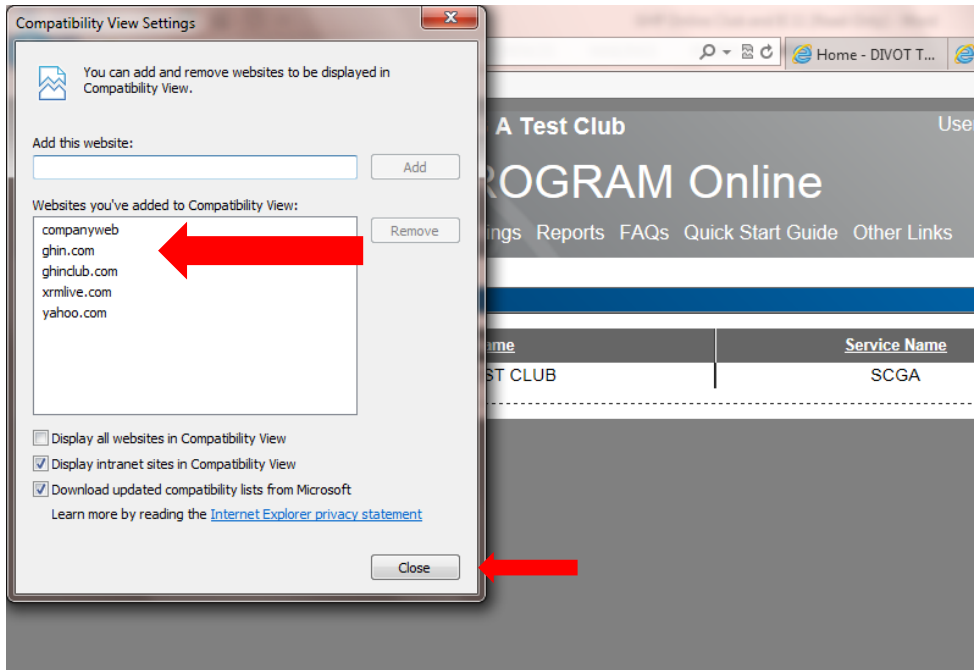 Compatibility View Settings
You can add and remove websites to be displayed in
Compatibility View.
Add this website:
Add
Websites you've added to Compatibility View:
companyweb
ghin.com
ghinclub.com
xrmlive.com
yahoo.com
Remove
Display all websites in Compatibility View
Display intranet sites in Compatibility View
Download updated compatibility lists from Microsoft
Learn more by reading the Internet Explorer privacy statement
Close
Home - DIVOT T...
A Test Club
Use
OGRAM Online
ings Reports FAQs Quick Start Guide Other Links
ame
Service Name
ST CLUB
SCGA